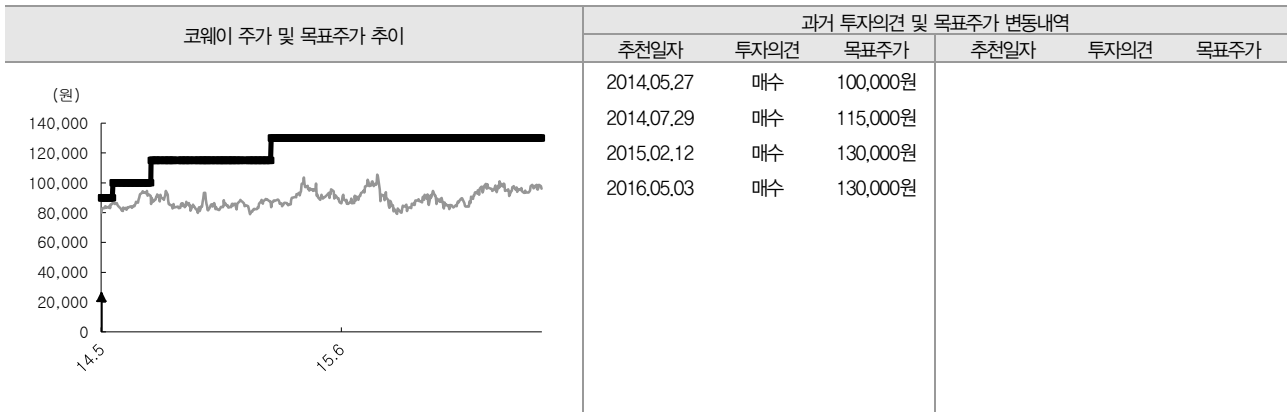 코웨이 주가 및 목표주가 추이
과거 투자의견 및 목표주가 변동내역
추천일자 투자의견 목표주가 추천일자 투자의견 목표주가
2014.05.27 매수 100,000원
2014.07.29 매수 115,000원
2015.02.12 매수 130,000원
2016.05.03 매수 130,000원
(원)
140,000
120,000
100,000
80,000
60,000
40,000
20,000
0
14.5 15.6